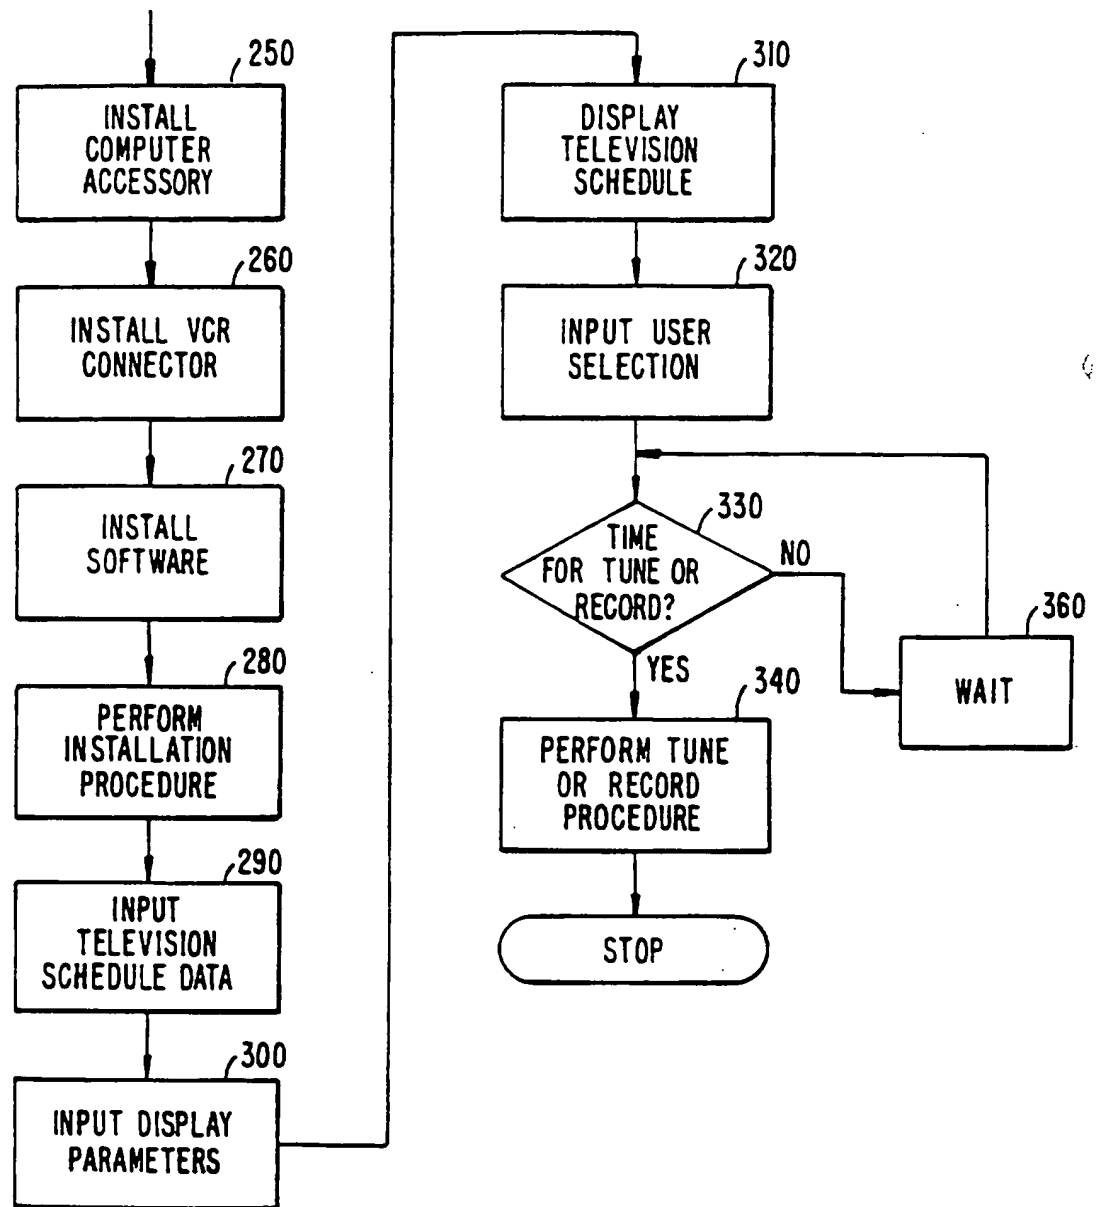 250
INSTALL
COMPUTER
ACCESSORY
260
INSTALL VCR
CONNECTOR
270
INSTALL
SOFTWARE
280
PERFORM
INSTALLATION
PROCEDURE
290
INPUT
TELEVISION
SCHEDULE DATA
300
INPUT DISPLAY
PARAMETERS
310
DISPLAY
TELEVISION
SCHEDULE
320
INPUT USER
SELECTION
330
TIME
FOR TUNE OR
RECORD?
NO
YES
360
WAIT
340
PERFORM TUNE
OR RECORD
PROCEDURE
STOP